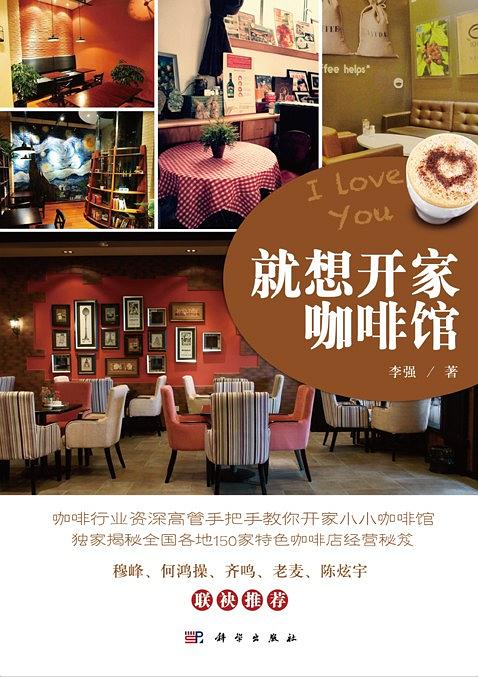 ffee helps"
I love
You
就想开家
咖啡馆
李强 / 著
咖啡行业资深高管手把手教你开家小小咖啡馆
独家揭秘全国各地150家特色咖啡店经营秘笈
穆峰、何鸿操、齐鸣、老麦、陈炫宇
联袂推荐
SP 科学出版社